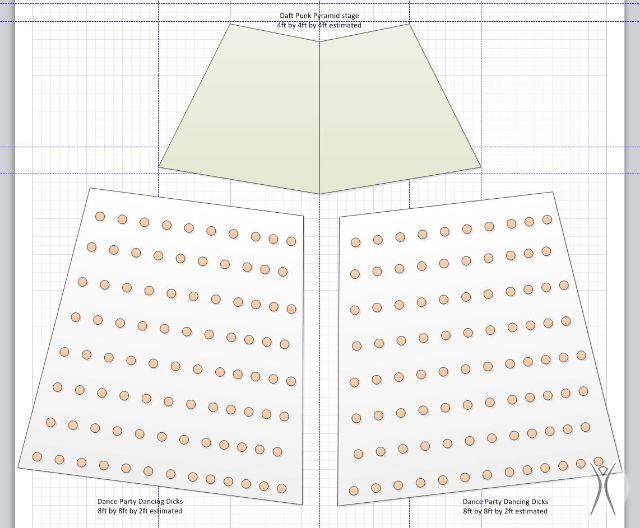 Daft Punk Pyramid stage
4ft by 4ft by 4ft estimated
Dance Party Dancing Dicks
8ft by 8ft by 2ft estimated
Dance Party Dancing Dicks
8ft by 8ft by 2ft estimated